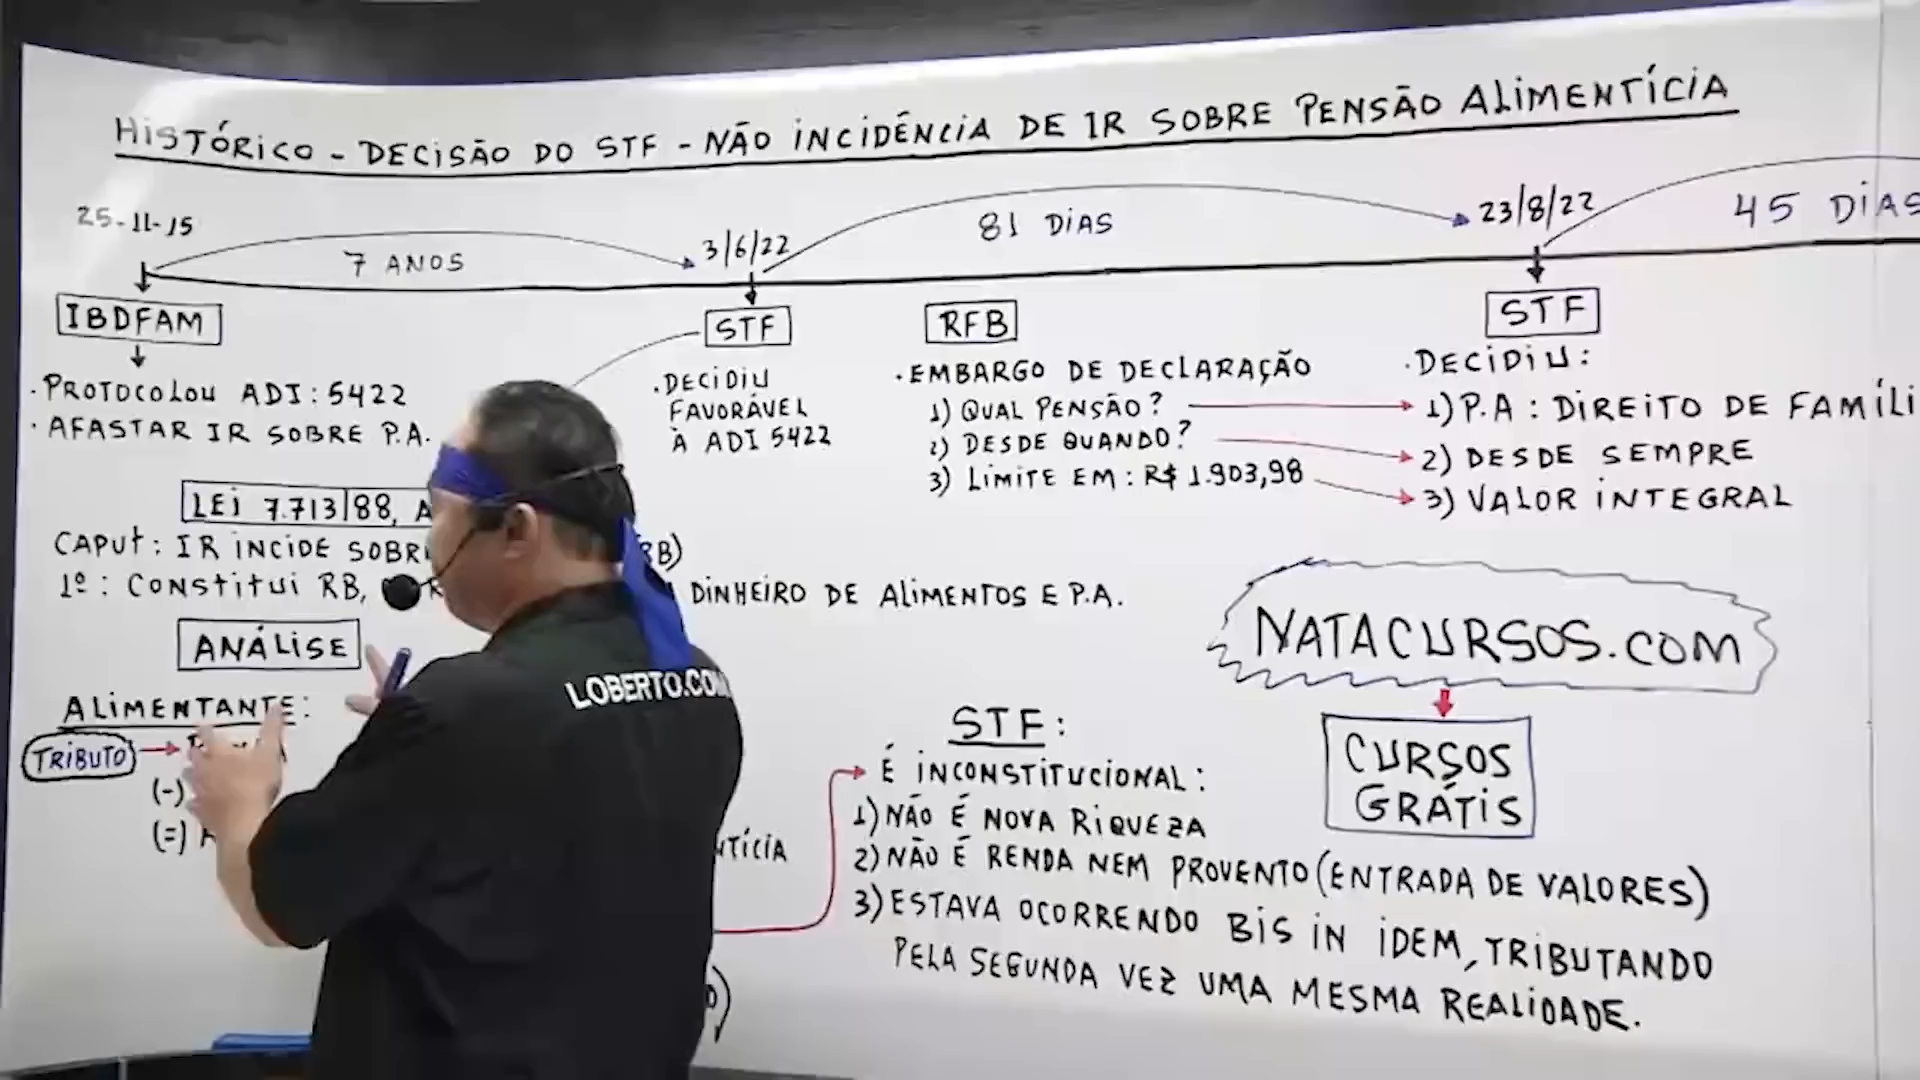 HISTÓRICO - DECISÃO DO STF - NÃO INCIDÊNCIA DE IR SOBRE PENSÃO ALIMENTÍCIA
25-11-15
7 ANOS
3/6/22
81 DIAS
23/8/22
45 DIAS
IBDFAM
· PROTOCOLOU ADI: 5422
· AFASTAR IR SOBRE P.A.
STF
· DECIDIU
FAVORÁVEL
À ADI 5422
RFB
· EMBARGO DE DECLARAÇÃO
1) QUAL PENSÃO?
2) DESDE QUANDO?
3) LIMITE EM: R$ 1.903,98
STF
· DECIDIU:
1) P.A: DIREITO DE FAMÍLI
2) DESDE SEMPRE
3) VALOR INTEGRAL
LEI 7.713/88, A
CAPUT: IR INCIDE SOBR RB)
1º: CONSTITUI RB, DINHEIRO DE ALIMENTOS E P.A.
ANÁLISE
ALIMENTANTE:
TRIBUTO
(-)
(=)
NTÍCIA
LOBERTO.COM
NATACURSOS.COM
CURSOS
GRÁTIS
STF:
É INCONSTITUCIONAL:
1) NÃO É NOVA RIQUEZA
2) NÃO É RENDA NEM PROVENTO (ENTRADA DE VALORES)
3) ESTAVA OCORRENDO BIS IN IDEM, TRIBUTANDO
PELA SEGUNDA VEZ UMA MESMA REALIDADE.